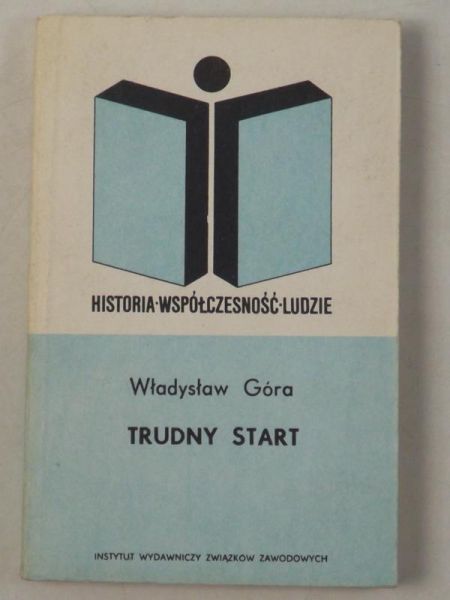 HISTORIA·WSPÓŁCZESNOŚĆ·LUDZIE
Władysław Góra
TRUDNY START
INSTYTUT WYDAWNICZY ZWIĄZKÓW ZAWODOWYCH